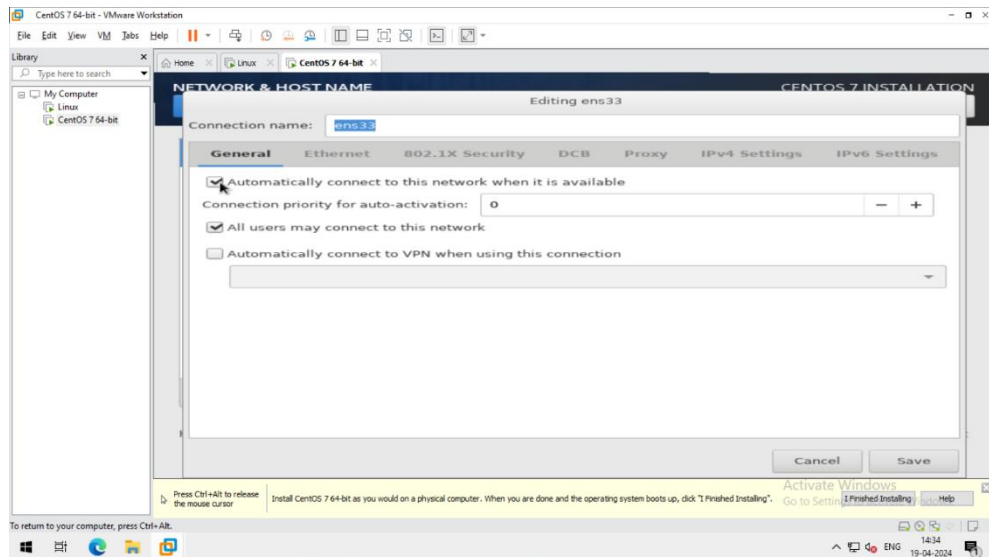 CentOS 7 64-bit - VMware Workstation
File Edit View VM Tabs Help
Library
Type here to search
Home Linux CentOS 7 64-bit
My Computer
Linux
CentOS 7 64-bit
NETWORK & HOST NAME CENTOS 7 INSTALLATION
Editing ens33
Connection name: ens33
General Ethernet 802.1X Security DCB Proxy IPv4 Settings IPv6 Settings
Automatically connect to this network when it is available
Connection priority for auto-activation: 0 − +
All users may connect to this network
Automatically connect to VPN when using this connection
Cancel Save
Activate Windows
Press Ctrl+Alt to release
the mouse cursor
Install CentOS 7 64-bit as you would on a physical computer. When you are done and the operating system boots up, click "I Finished Installing".
Go to Settin
I Finished Installing Help
To return to your computer, press Ctrl+Alt.
ENG
14:34
19-04-2024